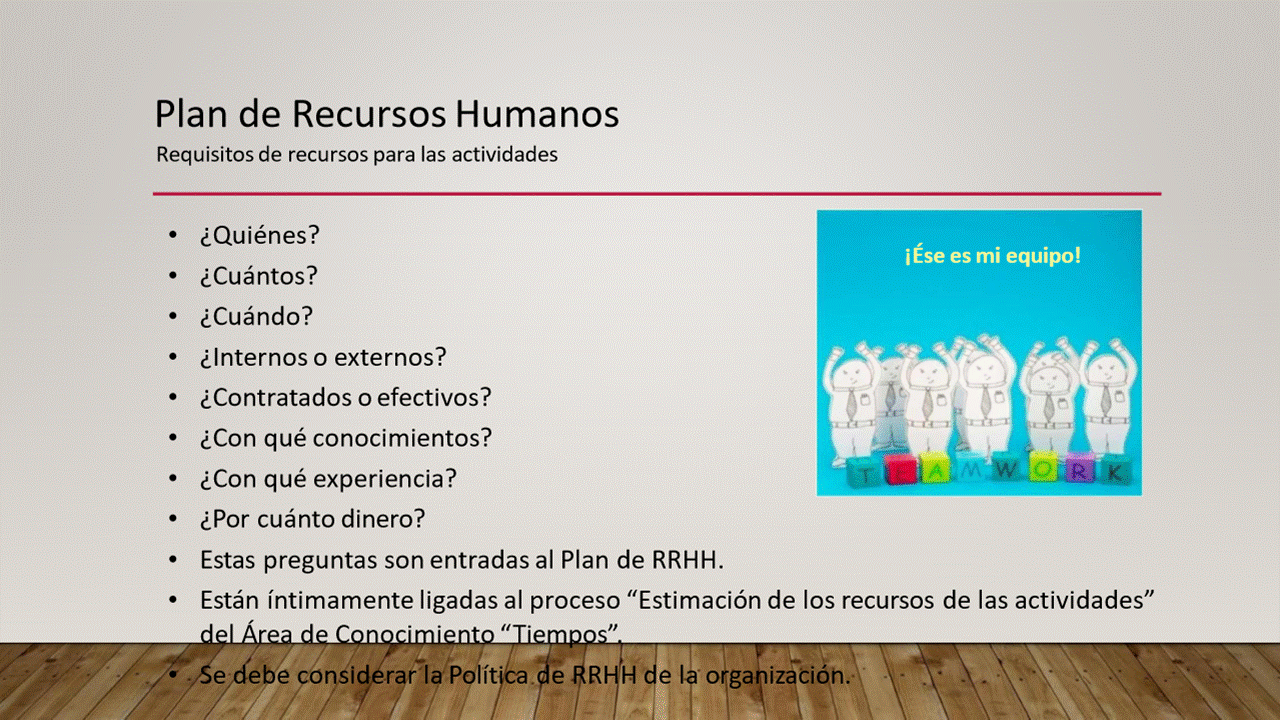 Plan de Recursos Humanos
Requisitos de recursos para las actividades
• ¿Quiénes?
• ¿Cuántos?
• ¿Cuándo?
• ¿Internos o externos?
• ¿Contratados o efectivos?
• ¿Con qué conocimientos?
• ¿Con qué experiencia?
• ¿Por cuánto dinero?
• Estas preguntas son entradas al Plan de RRHH.
• Están íntimamente ligadas al proceso “Estimación de los recursos de las actividades”
del Área de Conocimiento “Tiempos”.
• Se debe considerar la Política de RRHH de la organización.
¡Ése es mi equipo!
TEAMWORK